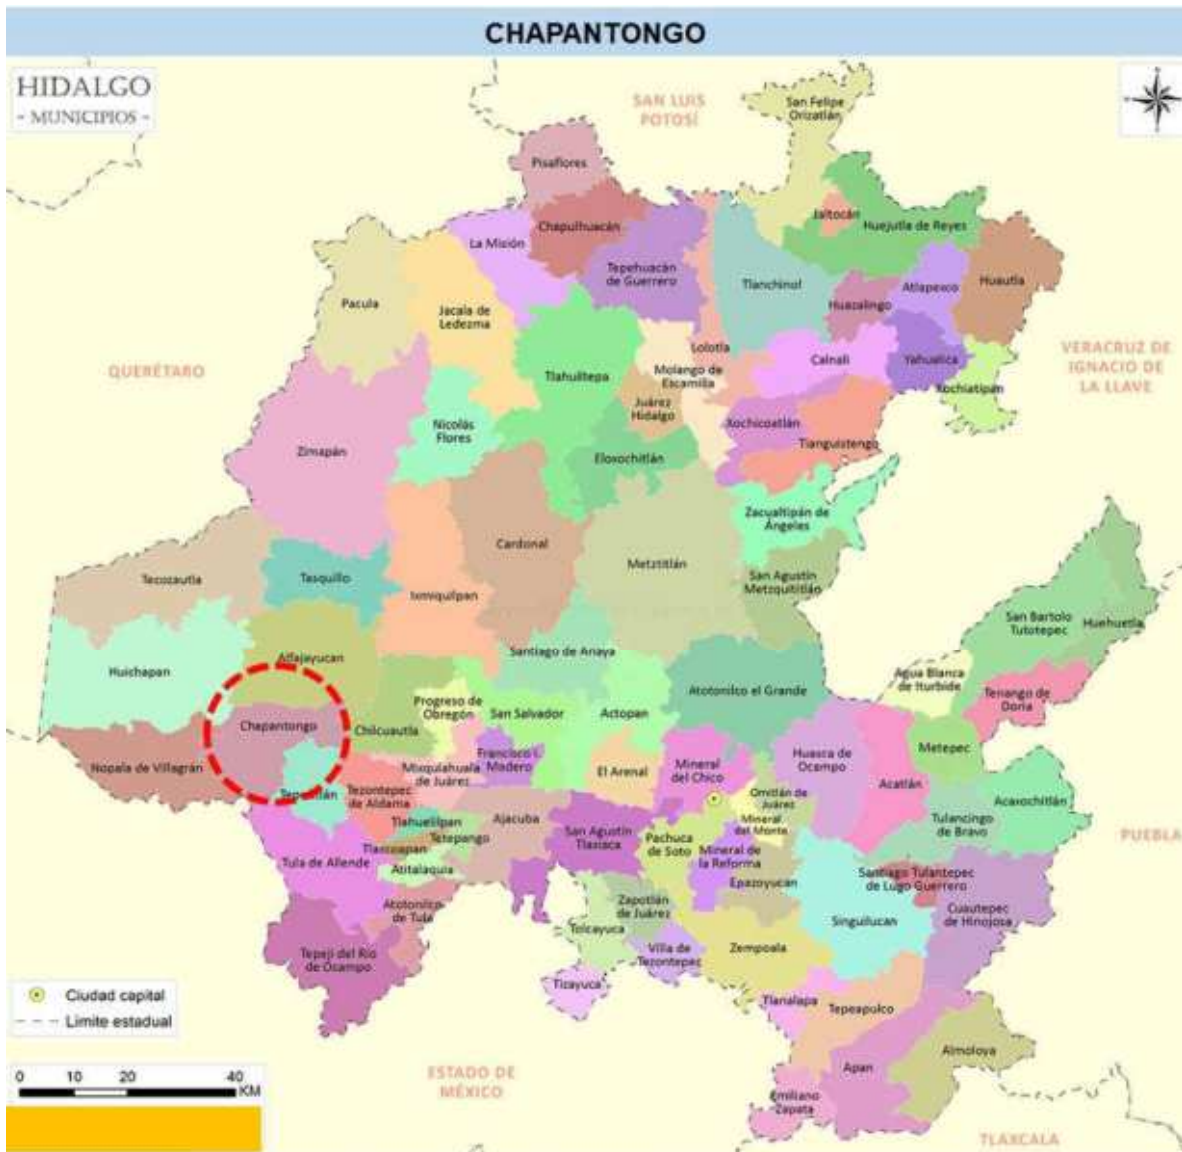 CHAPANTONGO
HIDALGO
- MUNICIPIOS -
SAN LUIS
POTOSÍ
San Felipe
Orizatlán
Pisaflores
Jaltocán
Huejutla de Reyes
Chapulhuacán
La Misión
Tepehuacán
de Guerrero
Tlanchinol
Huazalingo
Atlapexco
Huautla
Pacula
Jacala de
Ledezma
Lolotla
Calnali
Yahualica
VERACRUZ DE
IGNACIO DE
LA LLAVE
QUERÉTARO
Tlahuiltepa
Molango de
Escamilla
Xochiatipan
Juárez
Hidalgo
Nicolás
Flores
Xochicoatlán
Tianguistengo
Zimapán
Eloxochitlán
Zacualtipán de
Ángeles
Cardonal
Metztitlán
Tecozautla
Tasquillo
Ixmiquilpan
San Agustín
Metzquititlán
San Bartolo
Tutotepec
Huehuetla
Santiago de Anaya
Alfajayucan
Huichapan
Atotonilco el Grande
Agua Blanca
de Iturbide
Tenango de
Doria
Progreso de
Obregón
San Salvador
Actopan
Chapantongo
Chilcuautla
Metepec
Nopala de Villagrán
Mixquiahuala
de Juárez
Francisco I.
Madero
El Arenal
Mineral
del Chico
Huasca de
Ocampo
Acatlán
Tepetitlán
Tezontepec
de Aldama
Omitlán de
Juárez
Acaxochitlán
Tlahuelilpan
Tetepango
Ajacuba
San Agustín
Tlaxiaca
Pachuca
de Soto
Mineral
del Monte
Tulancingo
de Bravo
PUEBLA
Tlaxcoapan
Tula de Allende
Atitalaquia
Mineral de
la Reforma
Epazoyucan
Santiago Tulantepec
de Lugo Guerrero
Atotonilco
de Tula
Zapotlán
de Juárez
Tolcayuca
Singuilucan
Cuautepec
de Hinojosa
Tepeji del Río
de Ocampo
Villa de
Tezontepec
Zempoala
Tizayuca
Tlanalapa
Tepeapulco
Ciudad capital
Limite estadual
Almoloya
Apan
ESTADO DE
MÉXICO
0 10 20 40
KM
Emiliano
Zapata
TLAXCALA